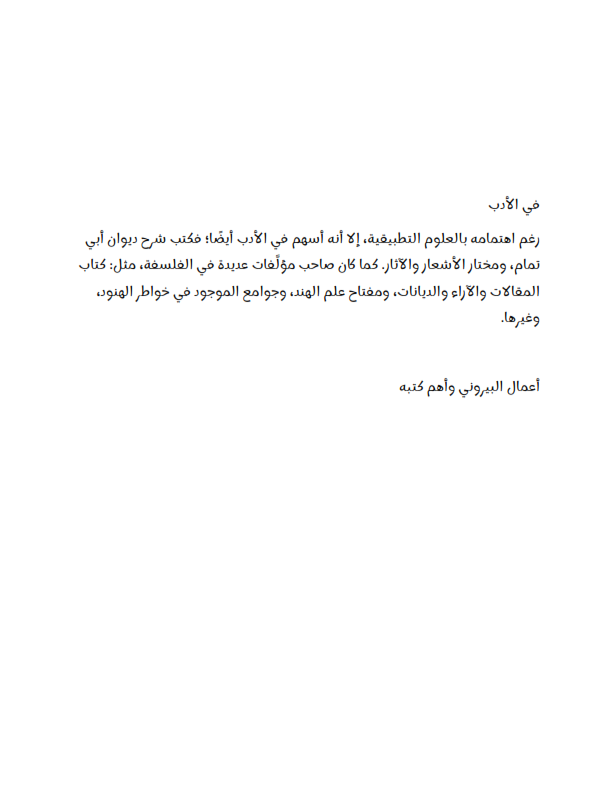 في الأدب
رغم اهتمامه بالعلوم التطبيقية، إلا أنه أسهم في الأدب أيضًا؛ فكتب شرح ديوان أبي
تمام، ومختار الأشعار والآثار. كما كان صاحب مؤلَّفات عديدة في الفلسفة، مثل: كتاب
المقالات والآراء والديانات، ومفتاح علم الهند، وجوامع الموجود في خواطر الهنود،
وغيرها.
أعمال البيروني وأهم كتبه